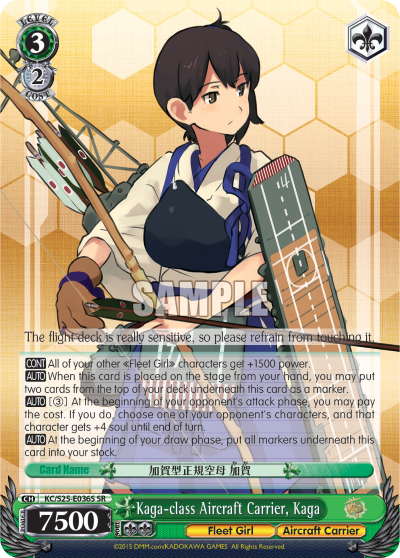 LEVEL
3
2
COST
SAMPLE
The flight deck is really sensitive, so please refrain from touching it.
CONT All of your other «Fleet Girl» characters get +1500 power.
AUTO When this card is placed on the stage from your hand, you may put
two cards from the top of your deck underneath this card as a marker.
AUTO [③] At the beginning of your opponent's attack phase, you may pay
the cost. If you do, choose one of your opponent's characters, and that
character gets +4 soul until end of turn.
AUTO At the beginning of your draw phase, put all markers underneath this
card into your stock.
Card Name 加賀型正規空母 加賀
CH KC/S25-E036S SR
Kaga-class Aircraft Carrier, Kaga
POWER 7500 SOUL
Fleet Girl Aircraft Carrier
©2015 DMM.com/KADOKAWA GAMES All Rights Reserved.